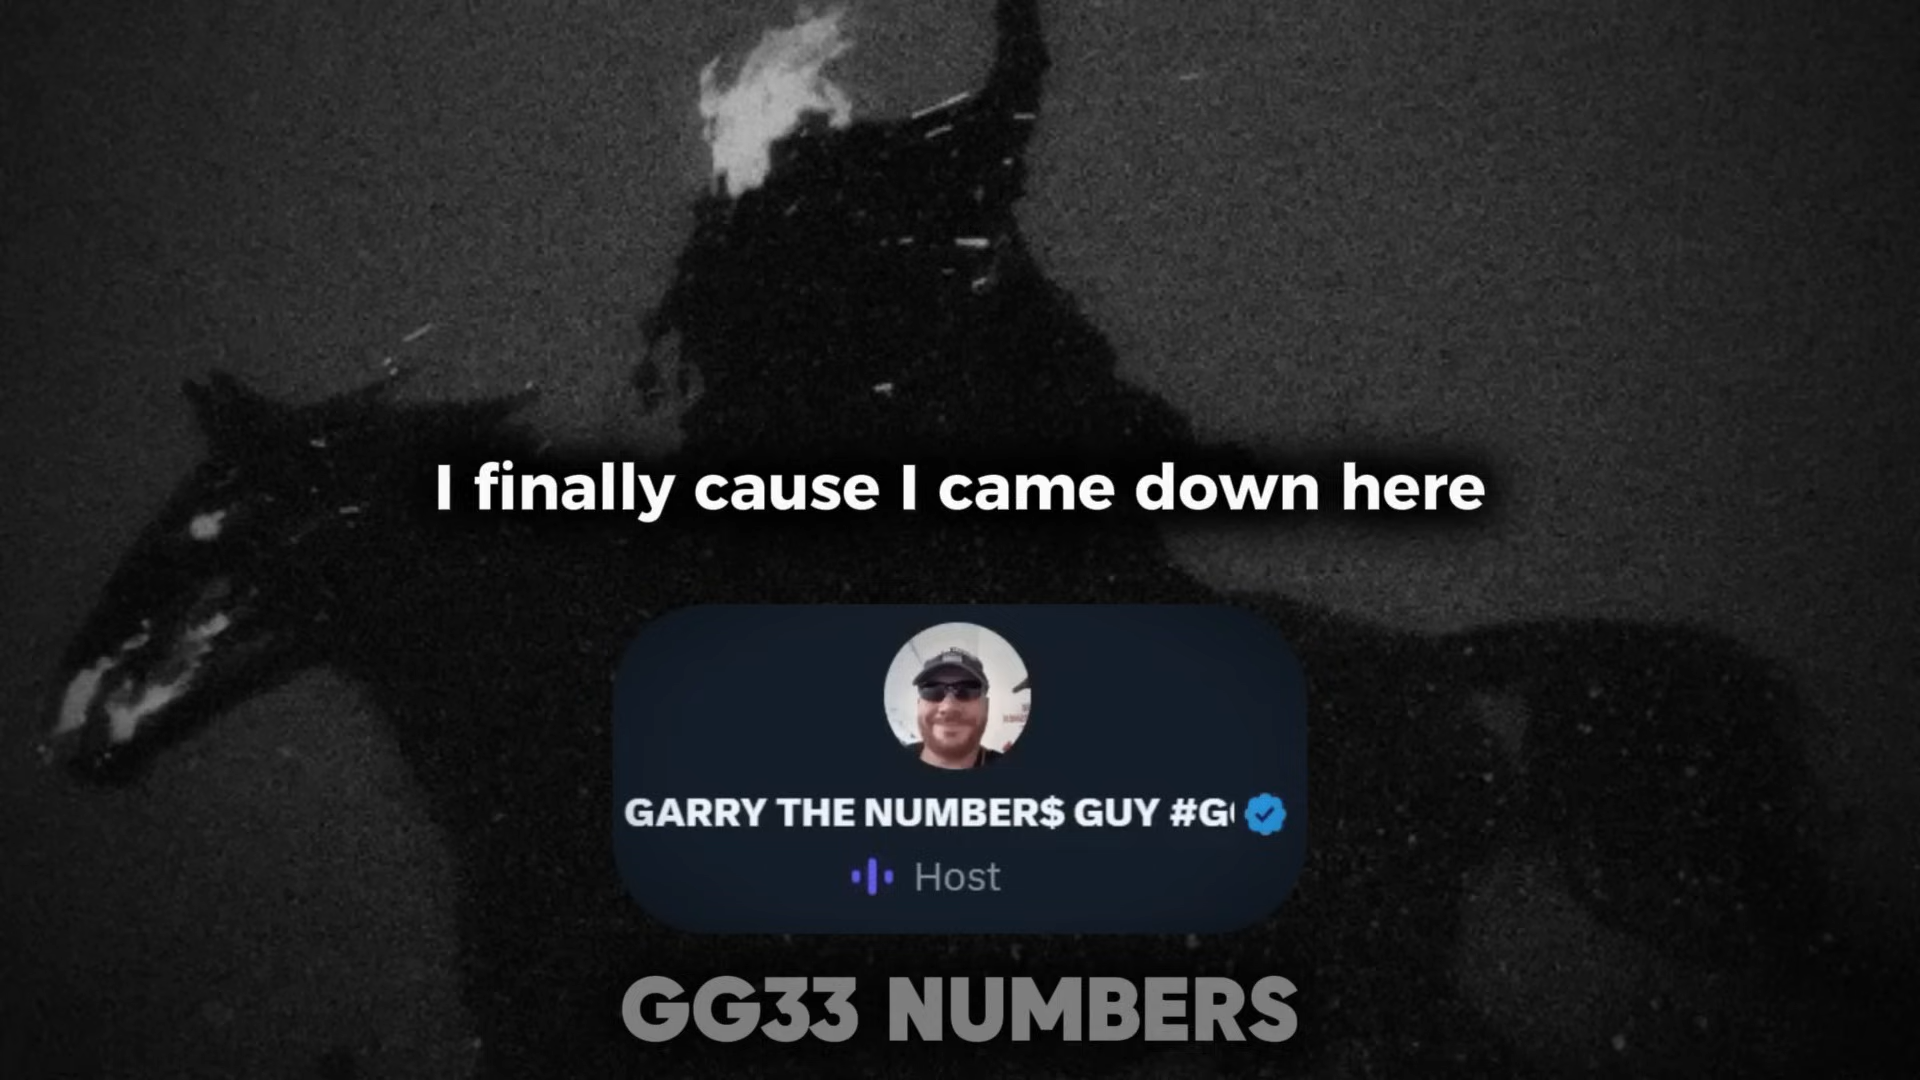 I finally cause I came down here
GARRY THE NUMBER$ GUY #G
Host
GG33 NUMBERS